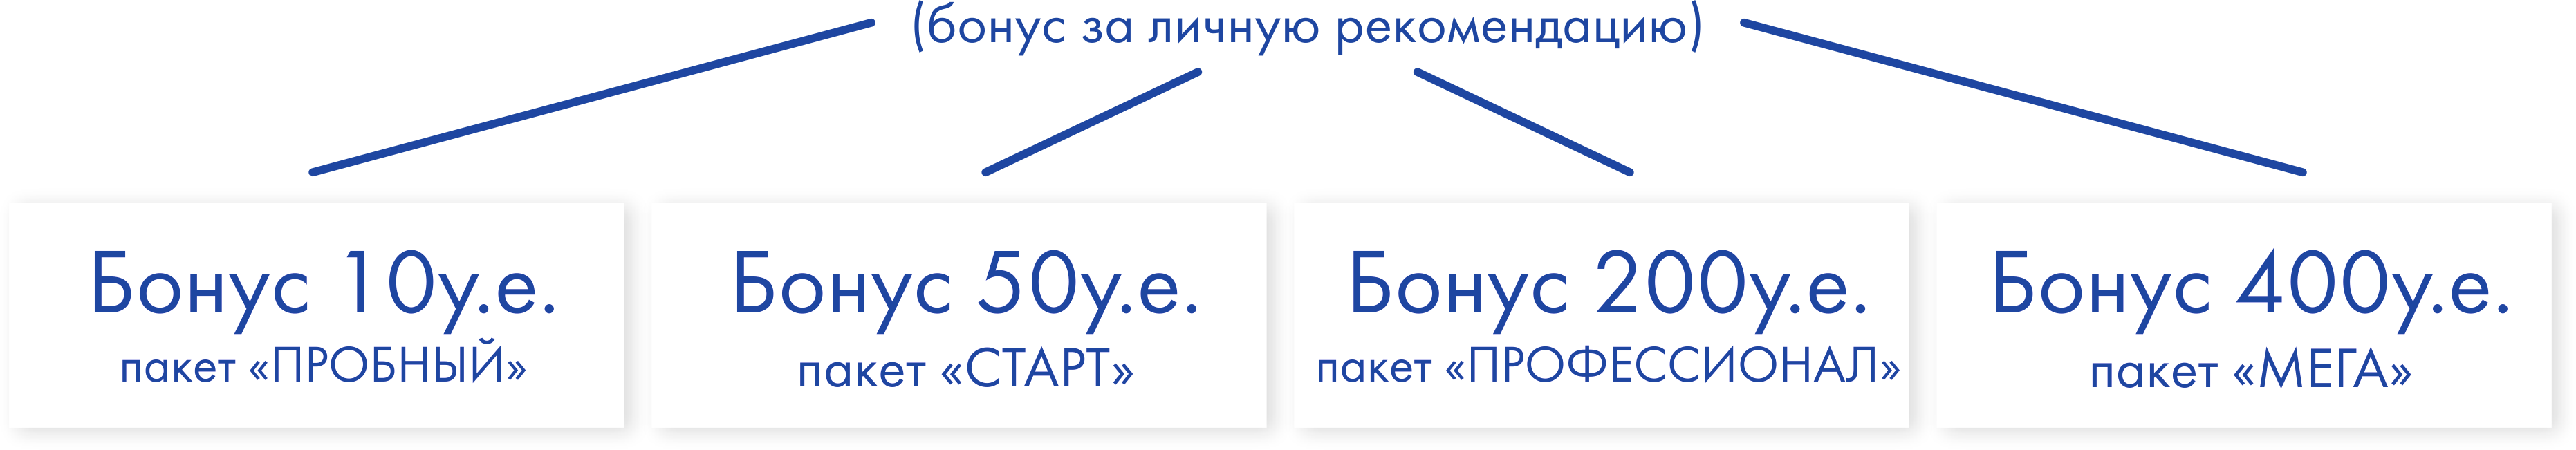 (бонус за личную рекомендацию)
Бонус 10у.е.
пакет «ПРОБНЫЙ»
Бонус 50у.е.
пакет «СТАРТ»
Бонус 200у.е.
пакет «ПРОФЕССИОНАЛ»
Бонус 400у.е.
пакет «МЕГА»